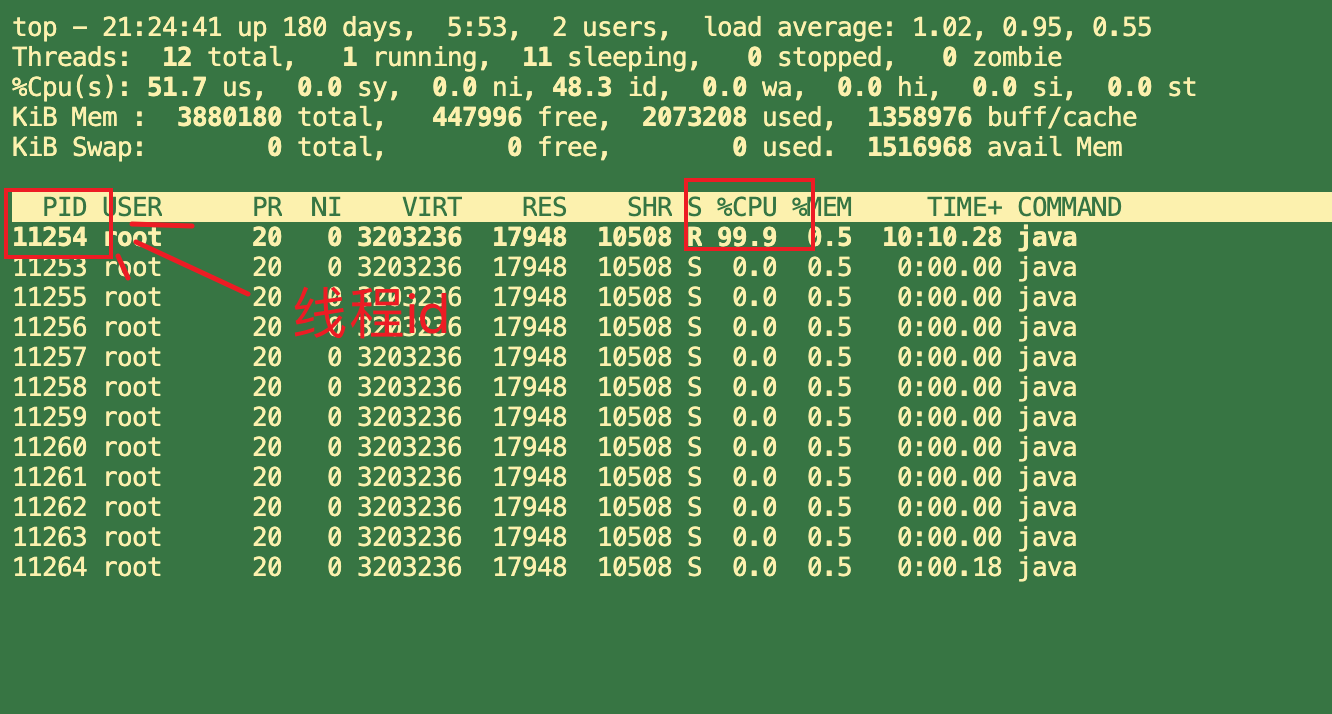 top - 21:24:41 up 180 days,  5:53,  2 users,  load average: 1.02, 0.95, 0.55
Threads:  12 total,   1 running,  11 sleeping,   0 stopped,   0 zombie
%Cpu(s): 51.7 us,  0.0 sy,  0.0 ni, 48.3 id,  0.0 wa,  0.0 hi,  0.0 si,  0.0 st
KiB Mem :  3880180 total,   447996 free,  2073208 used,  1358976 buff/cache
KiB Swap:        0 total,        0 free,        0 used.  1516968 avail Mem
  PID USER      PR  NI    VIRT    RES    SHR S %CPU %MEM     TIME+ COMMAND
11254 root      20   0 3203236  17948  10508 R 99.9  0.5  10:10.28 java
11253 root      20   0 3203236  17948  10508 S  0.0  0.5   0:00.00 java
11255 root      20   0 3203236  17948  10508 S  0.0  0.5   0:00.00 java
线程id
11256 root      20   0 3203236  17948  10508 S  0.0  0.5   0:00.00 java
11257 root      20   0 3203236  17948  10508 S  0.0  0.5   0:00.00 java
11258 root      20   0 3203236  17948  10508 S  0.0  0.5   0:00.00 java
11259 root      20   0 3203236  17948  10508 S  0.0  0.5   0:00.00 java
11260 root      20   0 3203236  17948  10508 S  0.0  0.5   0:00.00 java
11261 root      20   0 3203236  17948  10508 S  0.0  0.5   0:00.00 java
11262 root      20   0 3203236  17948  10508 S  0.0  0.5   0:00.00 java
11263 root      20   0 3203236  17948  10508 S  0.0  0.5   0:00.00 java
11264 root      20   0 3203236  17948  10508 S  0.0  0.5   0:00.18 java